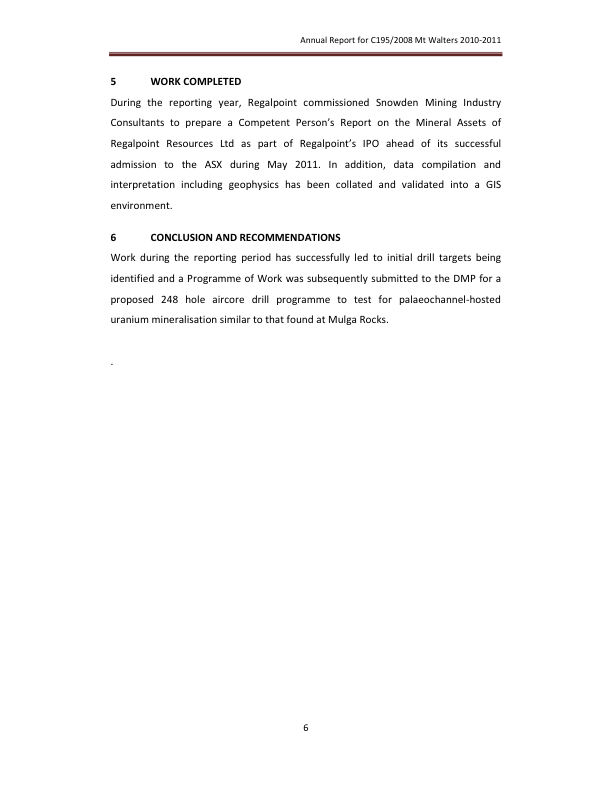 Annual Report for C195/2008 Mt Walters 2010-2011
5 WORK COMPLETED
During the reporting year, Regalpoint commissioned Snowden Mining Industry
Consultants to prepare a Competent Person’s Report on the Mineral Assets of
Regalpoint Resources Ltd as part of Regalpoint’s IPO ahead of its successful
admission to the ASX during May 2011. In addition, data compilation and
interpretation including geophysics has been collated and validated into a GIS
environment.
6 CONCLUSION AND RECOMMENDATIONS
Work during the reporting period has successfully led to initial drill targets being
identified and a Programme of Work was subsequently submitted to the DMP for a
proposed 248 hole aircore drill programme to test for palaeochannel-hosted
uranium mineralisation similar to that found at Mulga Rocks.
.
6